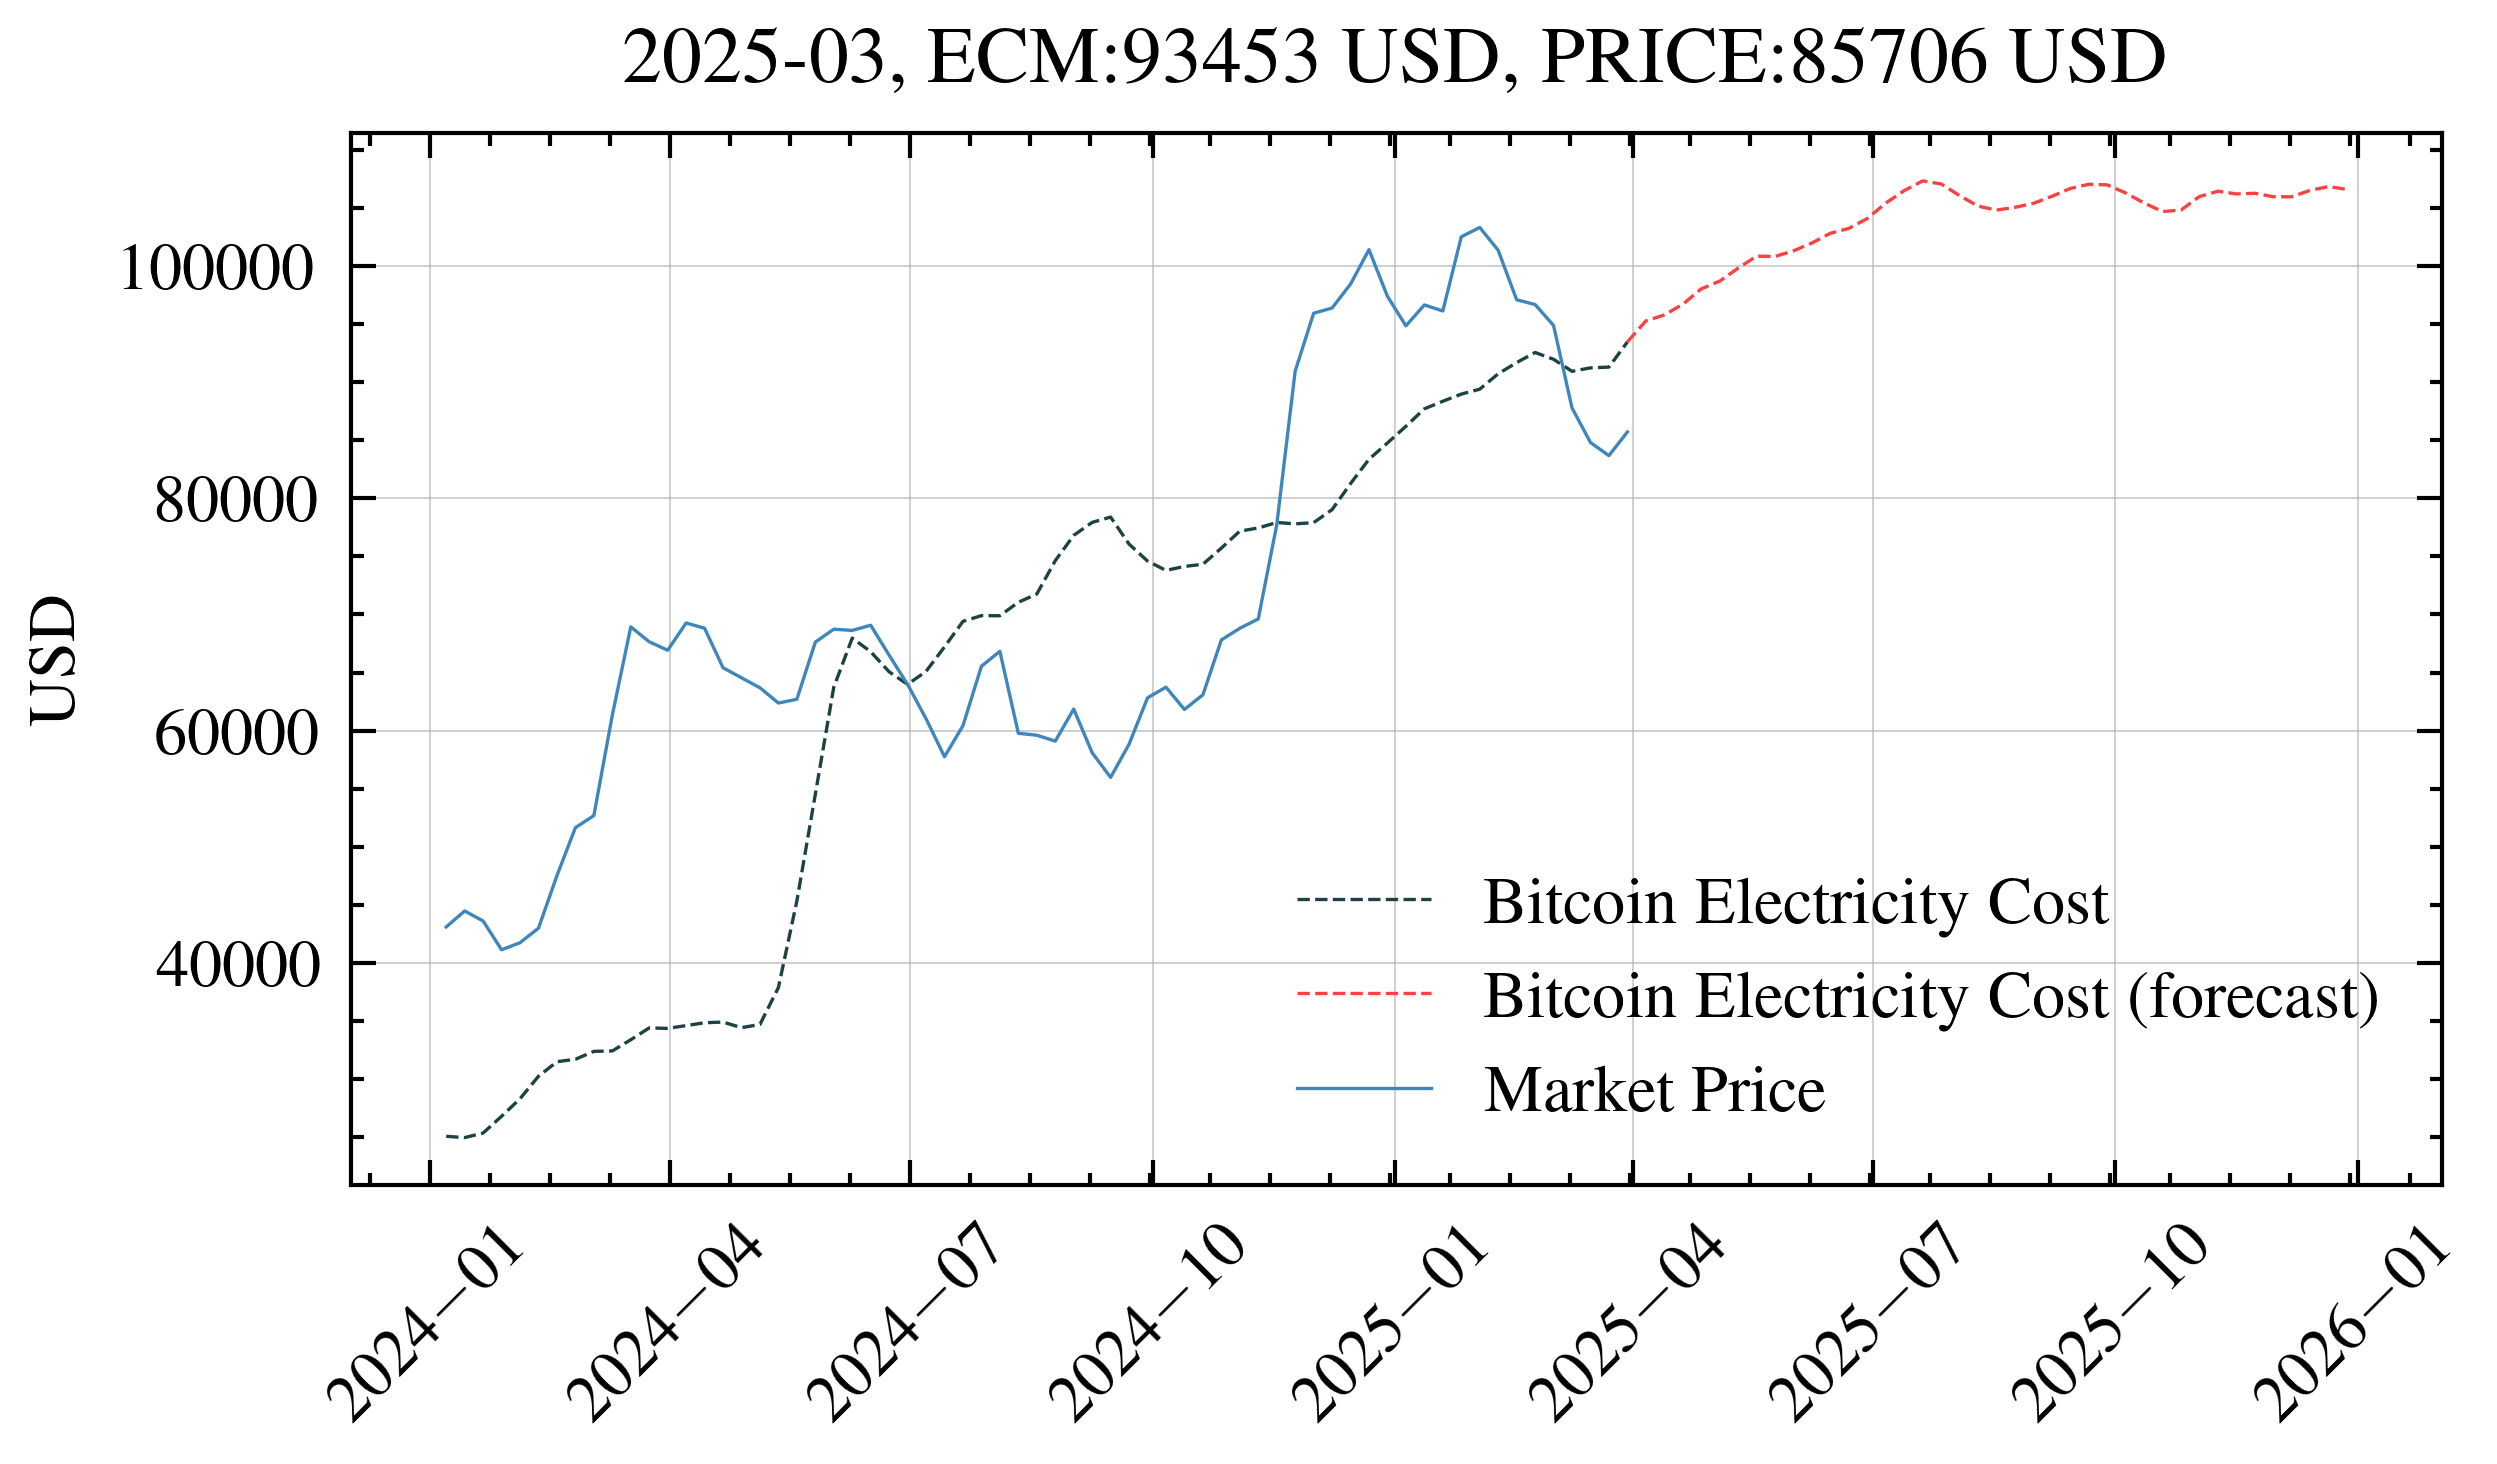 2025-03, ECM:93453 USD, PRICE:85706 USD
USD
100000
80000
60000
40000
Bitcoin Electricity Cost
Bitcoin Electricity Cost (forecast)
Market Price
2024–01
2024–04
2024–07
2024–10
2025–01
2025–04
2025–07
2025–10
2026–01